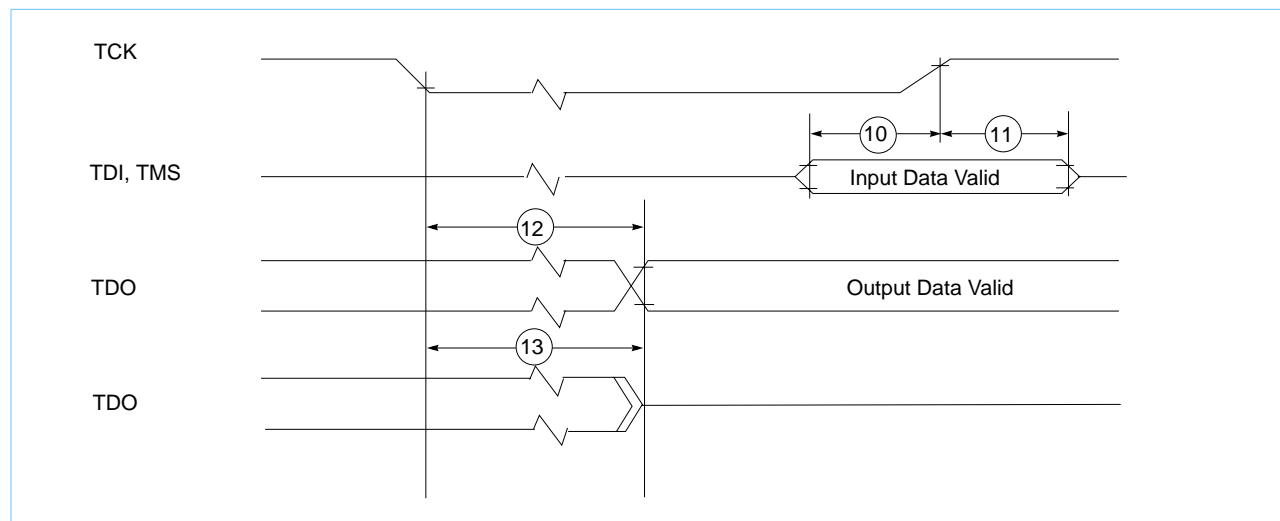 TCK
10
11
TDI, TMS
Input Data Valid
12
TDO
Output Data Valid
13
TDO